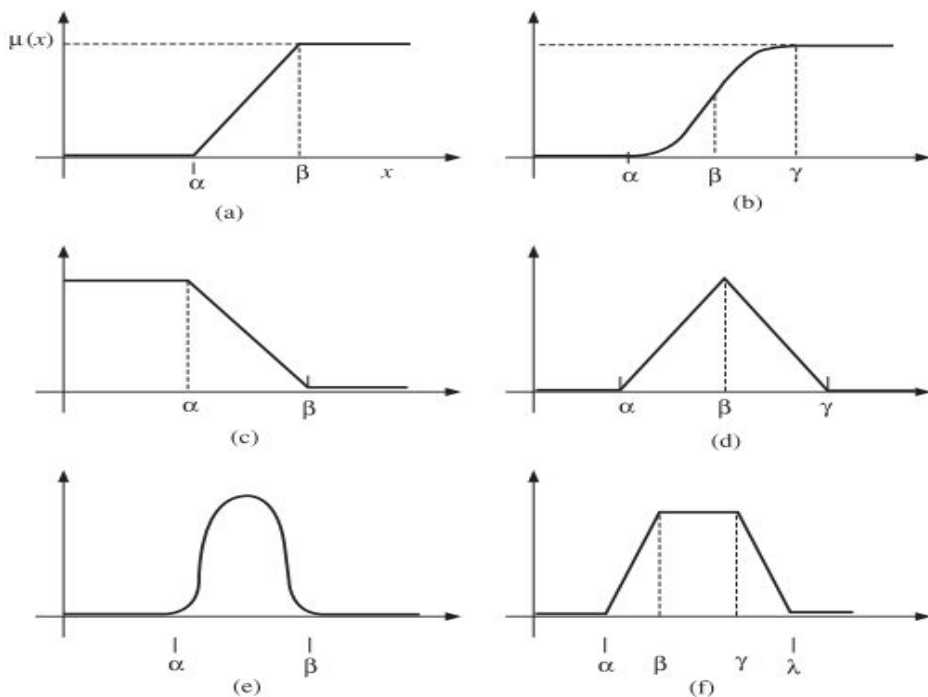 μ(x)
α β x
(a)
α β γ
(b)
α β
(c)
α β γ
(d)
α β
(e)
α β γ λ
(f)